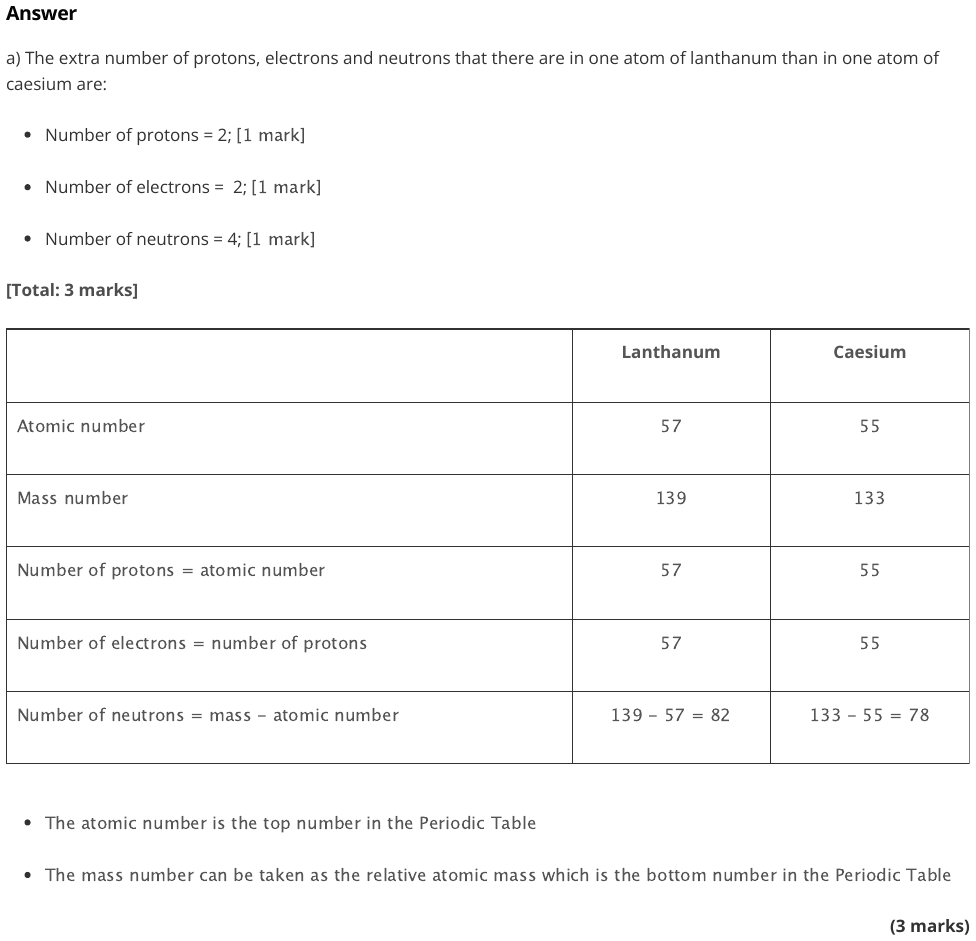 Answer
a) The extra number of protons, electrons and neutrons that there are in one atom of lanthanum than in one atom of
caesium are:
• Number of protons = 2; [1 mark]
• Number of electrons = 2; [1 mark]
• Number of neutrons = 4; [1 mark]
[Total: 3 marks]
Lanthanum Caesium
Atomic number 57 55
Mass number 139 133
Number of protons = atomic number 57 55
Number of electrons = number of protons 57 55
Number of neutrons = mass – atomic number 139 – 57 = 82 133 – 55 = 78
• The atomic number is the top number in the Periodic Table
• The mass number can be taken as the relative atomic mass which is the bottom number in the Periodic Table
(3 marks)